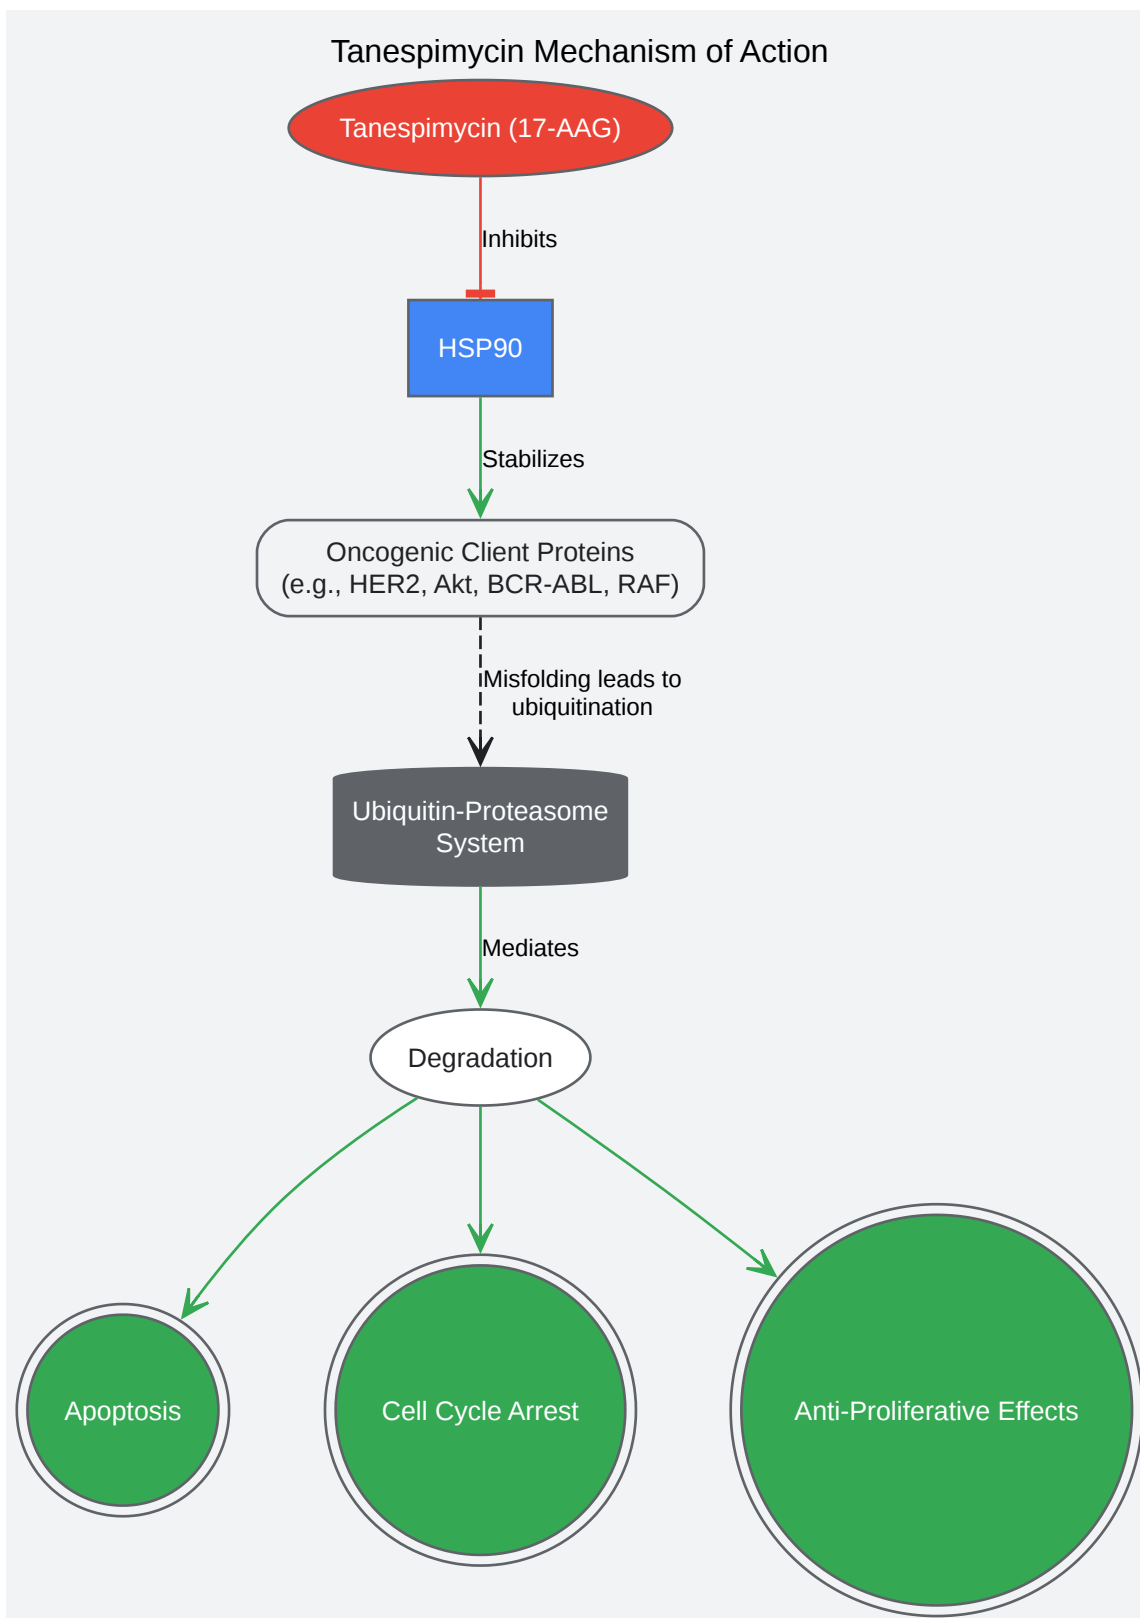 Tanespimycin Mechanism of Action
Tanespimycin (17-AAG)
Inhibits
HSP90
Stabilizes
Oncogenic Client Proteins
(e.g., HER2, Akt, BCR-ABL, RAF)
Misfolding leads to
ubiquitination
Ubiquitin-Proteasome
System
Mediates
Degradation
Apoptosis
Cell Cycle Arrest
Anti-Proliferative Effects